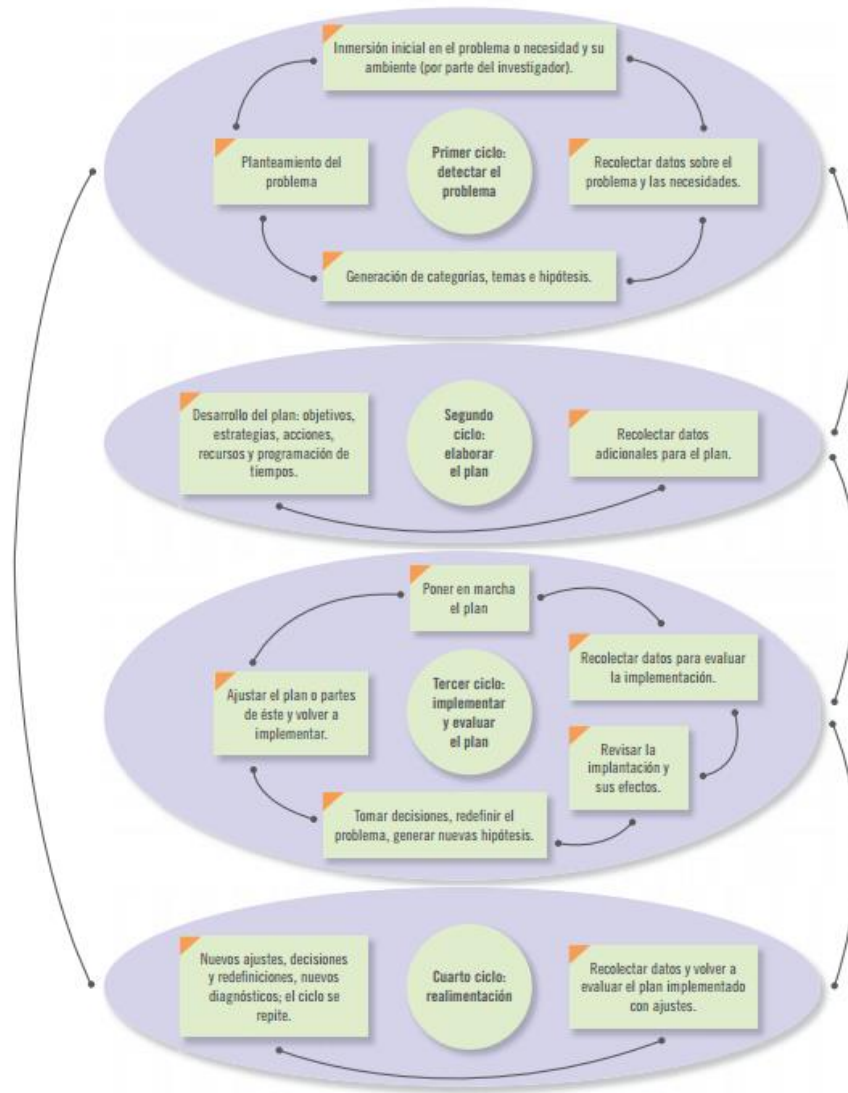 Inmersión inicial en el problema o necesidad y su
ambiente (por parte del investigador).
Planteamiento del
problema
Primer ciclo:
detectar el
problema
Recolectar datos sobre el
problema y las necesidades.
Generación de categorías, temas e hipótesis.
Desarrollo del plan: objetivos,
estrategias, acciones,
recursos y programación de
tiempos.
Segundo
ciclo:
elaborar
el plan
Recolectar datos
adicionales para el plan.
Poner en marcha
el plan
Recolectar datos para evaluar
la implementación.
Ajustar el plan o partes
de éste y volver a
implementar.
Tercer ciclo:
implementar
y evaluar
el plan
Revisar la
implantación y
sus efectos.
Tomar decisiones, redefinir el
problema, generar nuevas hipótesis.
Nuevos ajustes, decisiones
y redefiniciones, nuevos
diagnósticos; el ciclo se
repite.
Cuarto ciclo:
realimentación
Recolectar datos y volver a
evaluar el plan implementado
con ajustes.